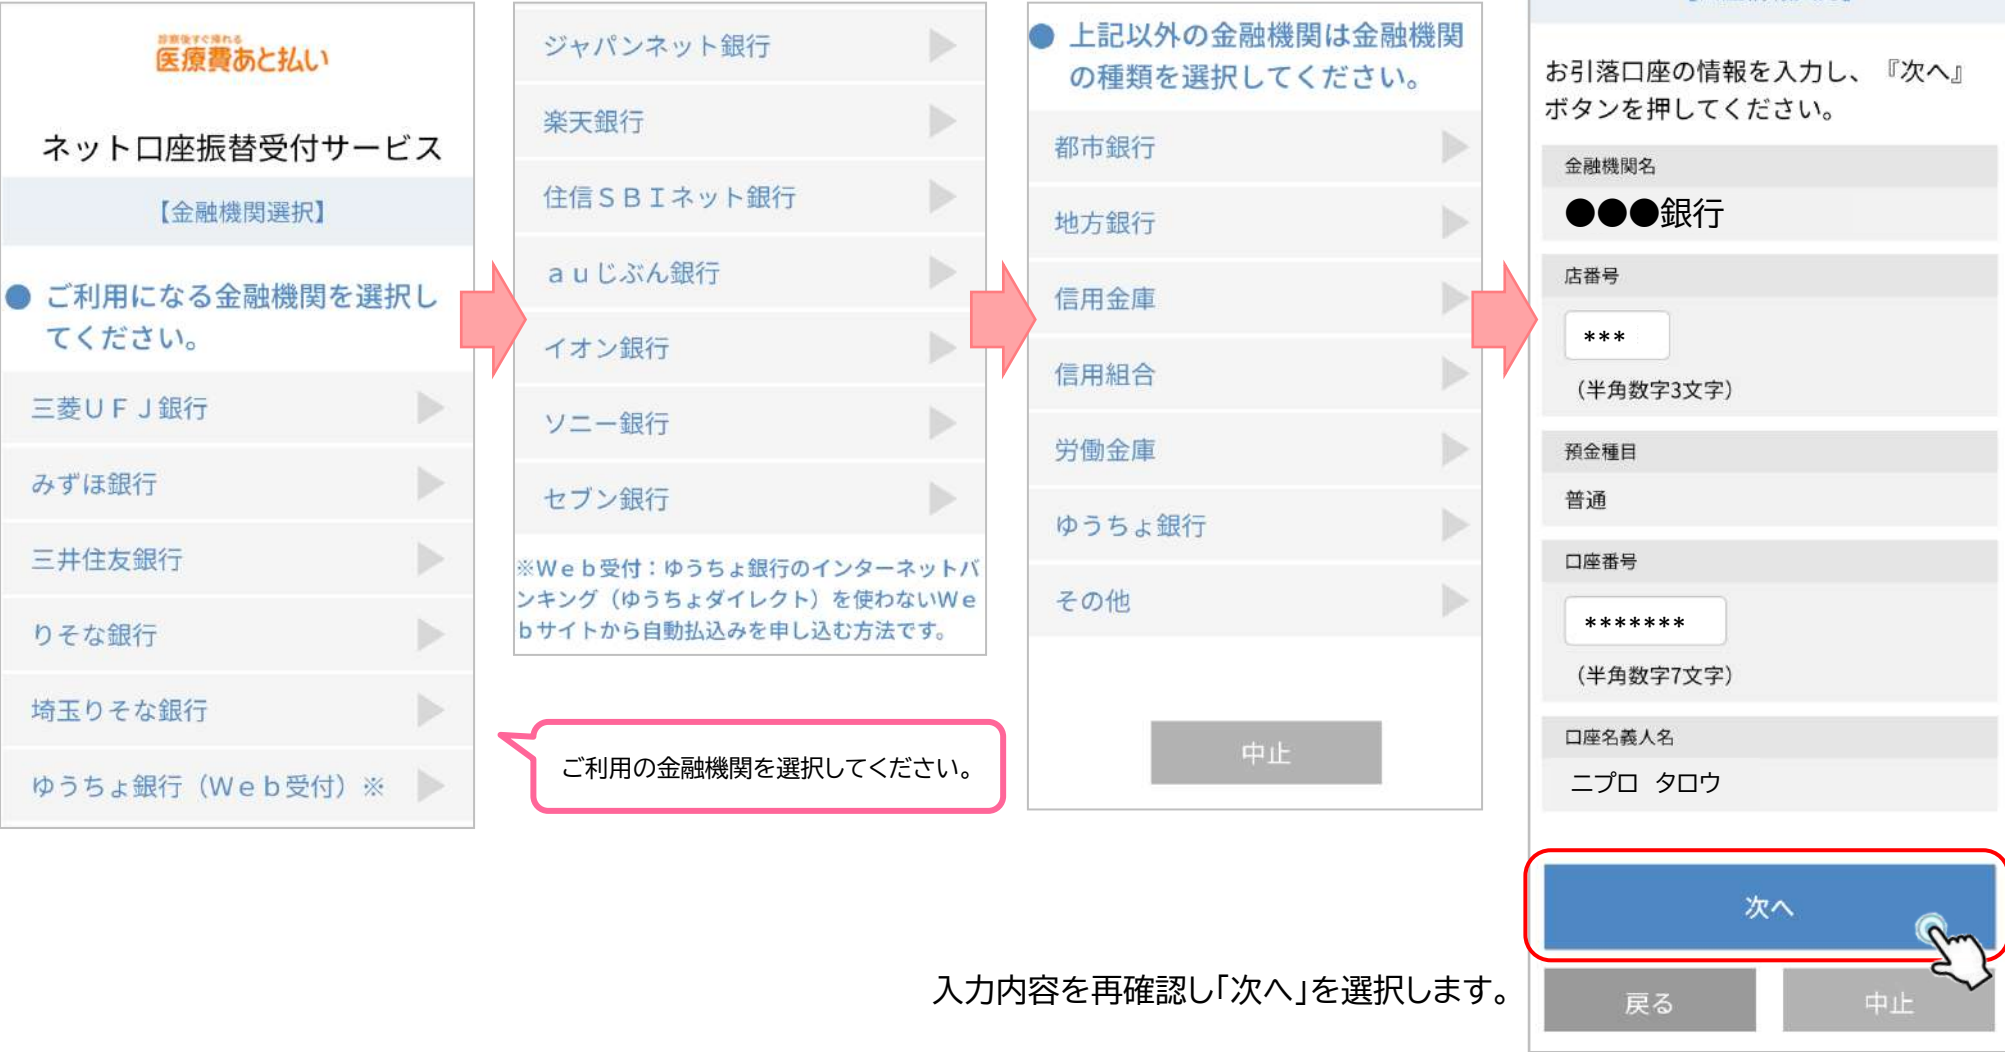 診察後すぐ帰れる
医療費あと払い
ネット口座振替受付サービス
【金融機関選択】
● ご利用になる金融機関を選択し
てください。
三菱ＵＦＪ銀行
みずほ銀行
三井住友銀行
りそな銀行
埼玉りそな銀行
ゆうちょ銀行（Ｗｅｂ受付）※
ジャパンネット銀行
楽天銀行
住信ＳＢＩネット銀行
ａｕじぶん銀行
イオン銀行
ソニー銀行
セブン銀行
※Ｗｅｂ受付：ゆうちょ銀行のインターネットバ
ンキング（ゆうちょダイレクト）を使わないＷｅ
ｂサイトから自動払込みを申し込む方法です。
ご利用の金融機関を選択してください。
● 上記以外の金融機関は金融機関
の種類を選択してください。
都市銀行
地方銀行
信用金庫
信用組合
労働金庫
ゆうちょ銀行
その他
中止
お引落口座の情報を入力し、『次へ』
ボタンを押してください。
金融機関名
●●●銀行
店番号
***
（半角数字3文字）
預金種目
普通
口座番号
*******
（半角数字7文字）
口座名義人名
ニプロ タロウ
次へ
戻る
中止
入力内容を再確認し「次へ」を選択します。